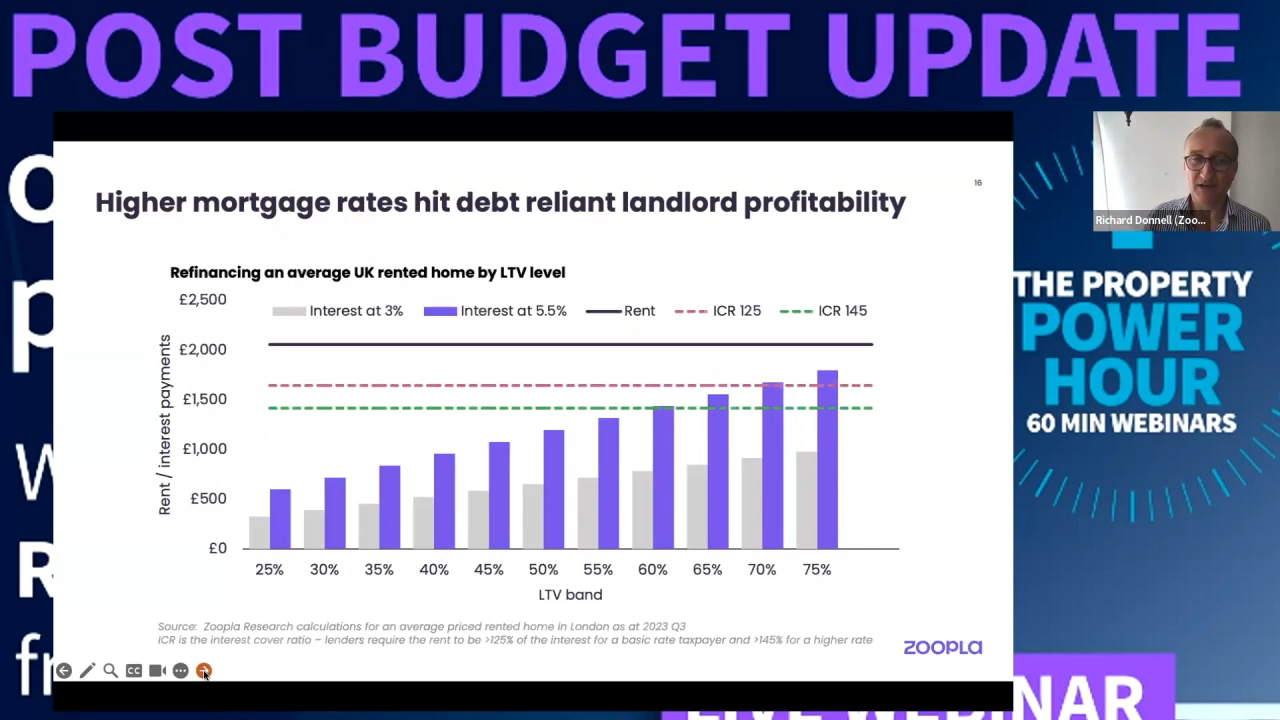 POST BUDGET UPDATE
16
Higher mortgage rates hit debt reliant landlord profitability
Refinancing an average UK rented home by LTV level
Interest at 3% Interest at 5.5% Rent ICR 125 ICR 145
Rent / interest payments
£2,500
£2,000
£1,500
£1,000
£500
£0
25% 30% 35% 40% 45% 50% 55% 60% 65% 70% 75%
LTV band
Source: Zoopla Research calculations for an average priced rented home in London as at 2023 Q3
ICR is the interest cover ratio – lenders require the rent to be >125% of the interest for a basic rate taxpayer and >145% for a higher rate
ZOOPLA
CC
Richard Donnell (Zoo...
THE PROPERTY
POWER
HOUR
60 MIN WEBINARS